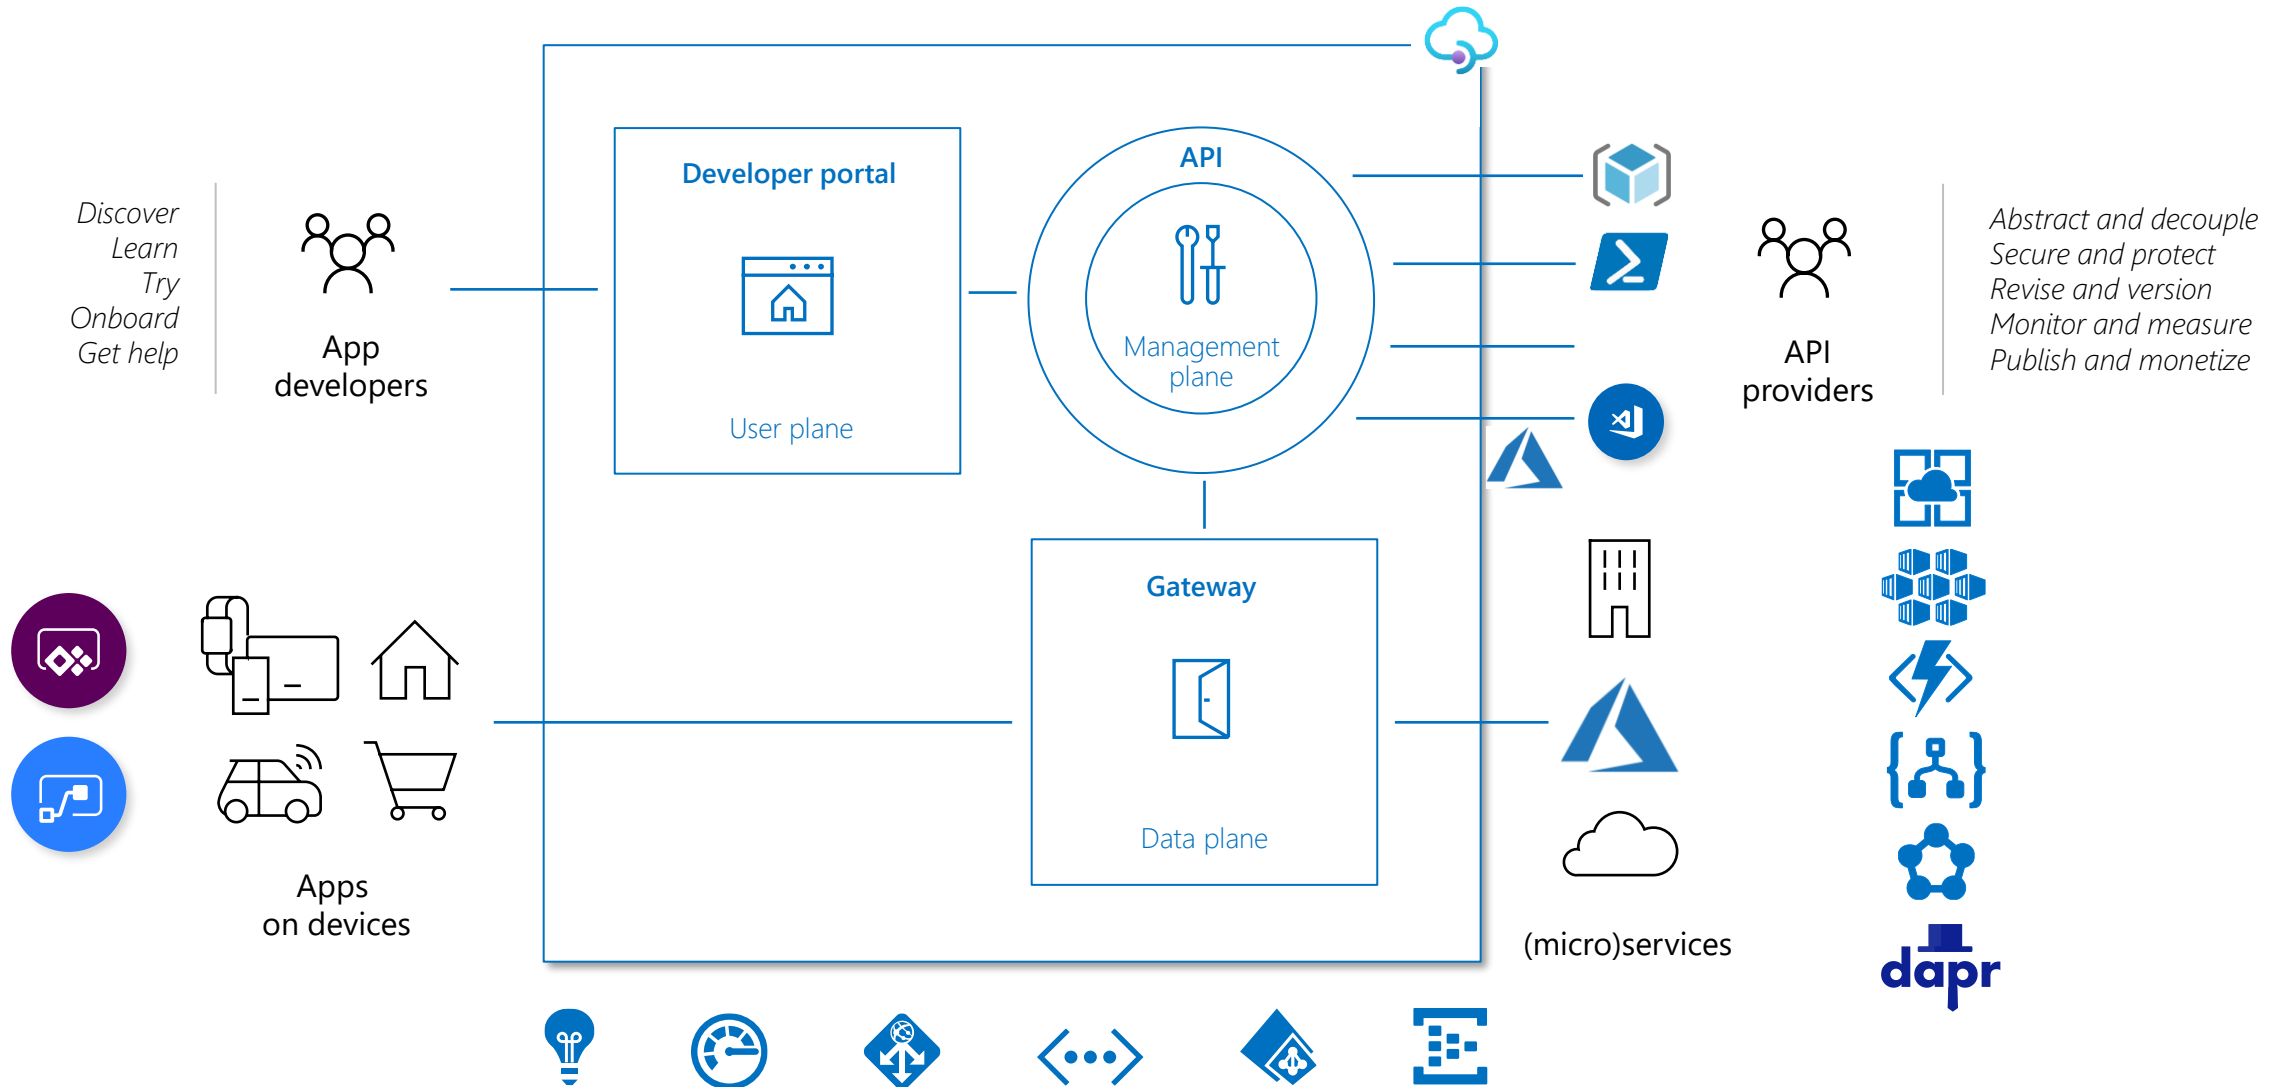 Discover
Learn
Try
Onboard
Get help
App
developers
Developer portal
User plane
API
Management
plane
API
providers
Abstract and decouple
Secure and protect
Revise and version
Monitor and measure
Publish and monetize
Gateway
Data plane
Apps
on devices
(micro)services
dapr